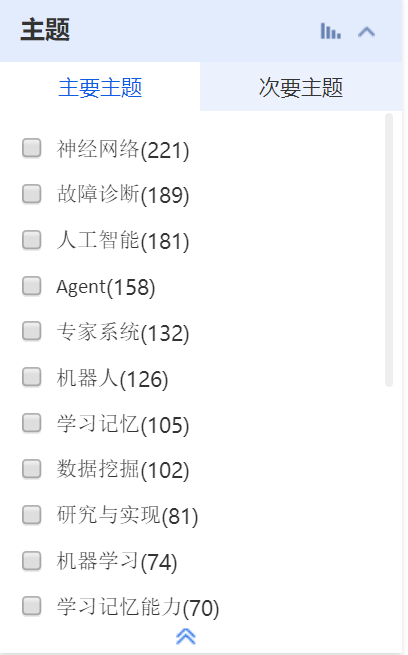 主题
主要主题 次要主题
神经网络(221)
故障诊断(189)
人工智能(181)
Agent(158)
专家系统(132)
机器人(126)
学习记忆(105)
数据挖掘(102)
研究与实现(81)
机器学习(74)
学习记忆能力(70)